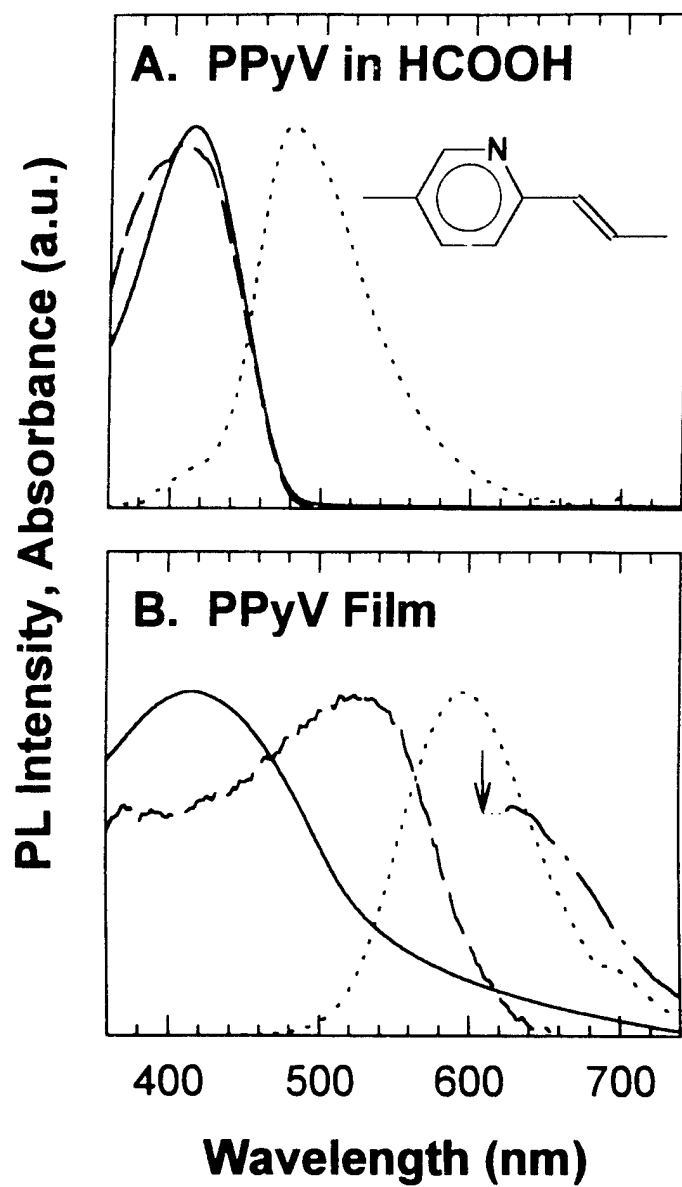 A. PPyV in HCOOH
N
PL Intensity, Absorbance (a.u.)
B. PPyV Film
400 500 600 700
Wavelength (nm)